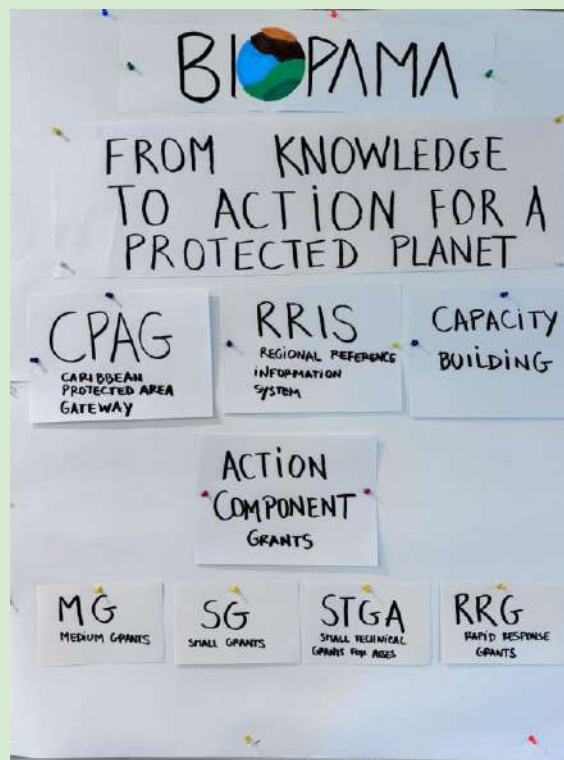 BIOPAMA
FROM KNOWLEDGE
TO ACTION FOR A
PROTECTED PLANET
CPAG
CARIBBEAN
PROTECTED AREA
GATEWAY
RRIS
REGIONAL REFERENCE
INFORMATION
SYSTEM
CAPACITY
BUILDING
ACTION
COMPONENT
GRANTS
MG
MEDIUM GRANTS
SG
SMALL GRANTS
STGA
SMALL TECHNICAL
GRANTS FOR ASSES
RRG
RAPID RESPONSE
GRANTS